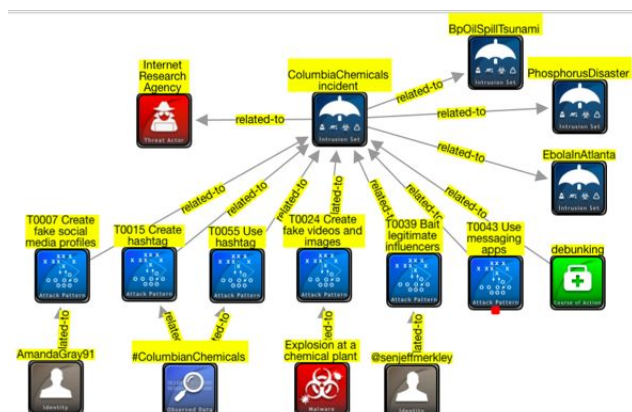 BpOilSpillTsunami
Internet
Research
Agency
ColumbiaChemicals
incident
PhosphorusDisaster
Intrusion Set
related-to
related-to
related-to
Threat Actor
Intrusion Set
Intrusion Set
related-to
EbolaInAtlanta
Intrusion Set
related-to
related-to
related-to
related-to
related-to
related-to
related-to
T0007 Create
fake social
media profiles
T0015 Create
hashtag
T0055 Use
hashtag
T0024 Create
fake videos and
images
T0039 Bait
legitimate
influencers
T0043 Use
messaging
apps
debunking
Attack Pattern
Attack Pattern
Attack Pattern
Attack Pattern
Attack Pattern
Attack Pattern
Course of Action
related-to
related-to
related-to
AmandaGray91
#ColumbianChemicals
Explosion at a
chemical plant
@senjeffmerkley
Identity
Observed Data
Malware
Identity